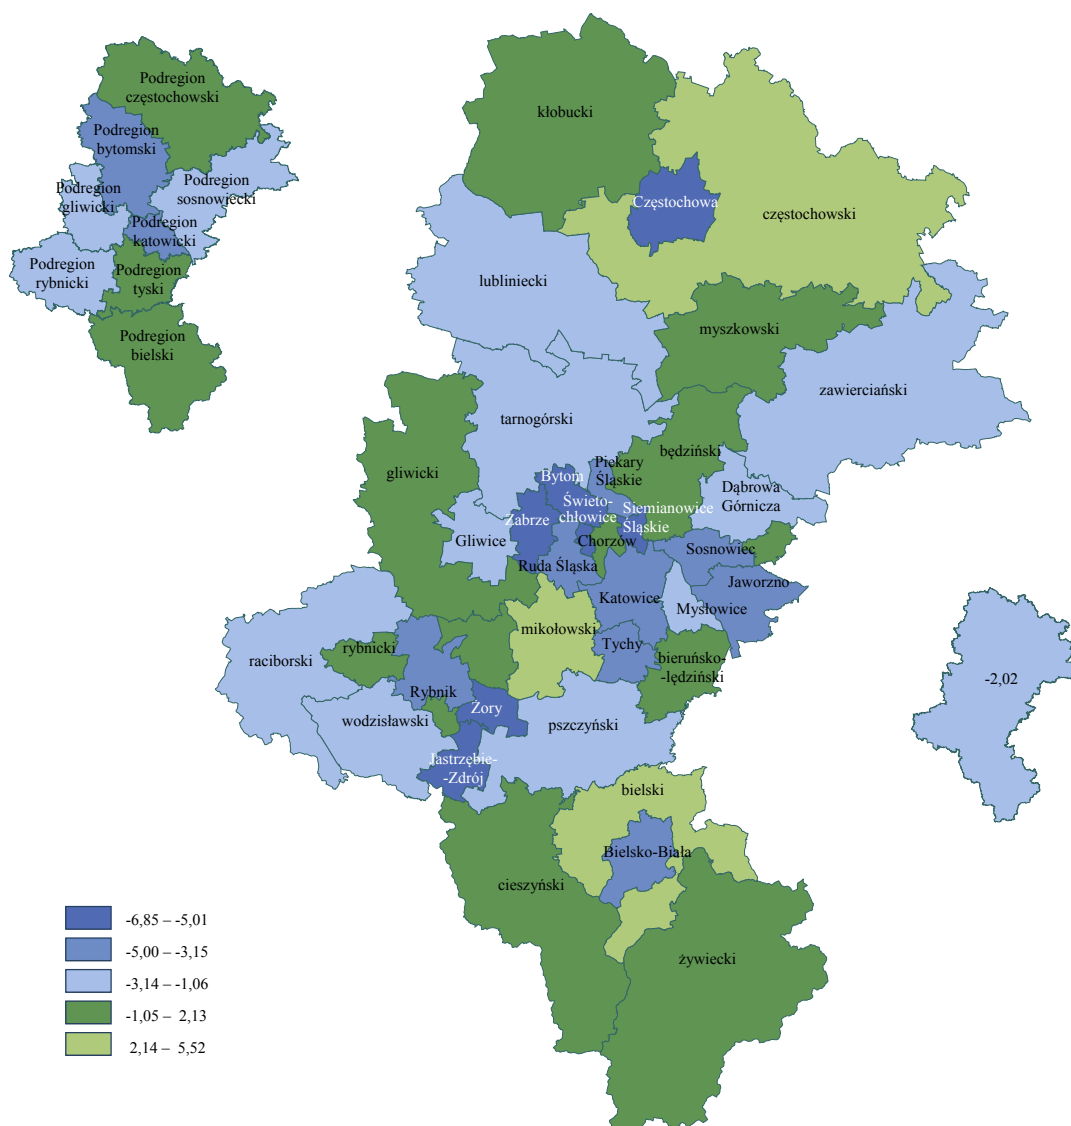 Podregion
częstochowski
Podregion
bytomski
Podregion
sosnowiecki
Podregion
gliwicki
Podregion
katowicki
Podregion
rybnicki
Podregion
tyski
Podregion
bielski
kłobucki
Częstochowa
częstochowski
lubliniecki
myszkowski
zawierciański
tarnogórski
będziński
gliwicki
Piekary
Śląskie
Bytom
Dąbrowa
Górnicza
Święto-
chłowice
Siemianowice
Śląskie
Zabrze
Gliwice
Chorzów
Sosnowiec
Ruda Śląska
Jaworzno
Katowice
Mysłowice
mikołowski
Tychy
rybnicki
raciborski
bieruńsko-
-lędziński
Rybnik
Żory
wodzisławski
pszczyński
Jastrzębie-
-Zdrój
-2,02
bielski
Bielsko-Biała
cieszyński
żywiecki
-6,85 – -5,01
-5,00 – -3,15
-3,14 – -1,06
-1,05 – 2,13
2,14 – 5,52